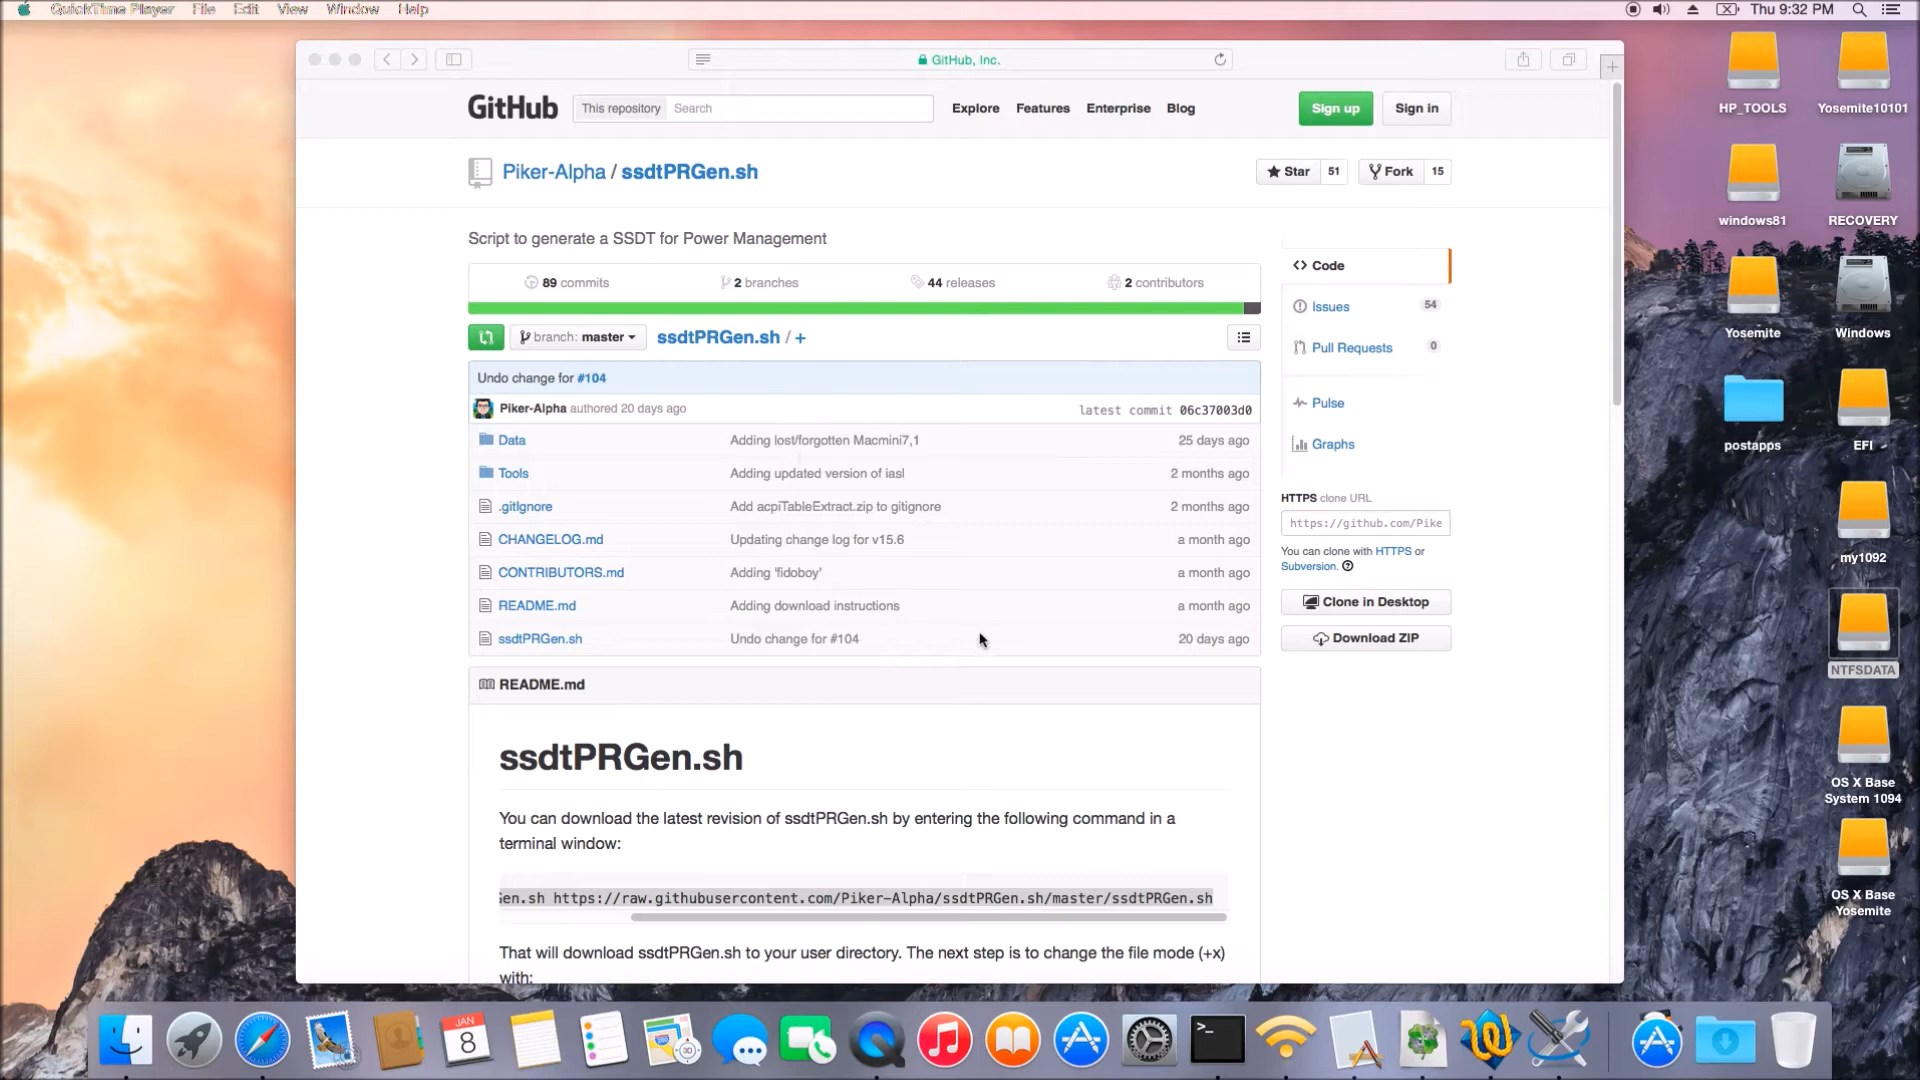 QuickTime Player File Edit View Window Help
Thu 9:32 PM
GitHub, Inc.
GitHub This repository Search Explore Features Enterprise Blog Sign up Sign in
Piker-Alpha / ssdtPRGen.sh
Star 51 Fork 15
Script to generate a SSDT for Power Management
89 commits 2 branches 44 releases 2 contributors
branch: master ssdtPRGen.sh / +
Undo change for #104
Piker-Alpha authored 20 days ago latest commit 06c37003d0
Data Adding lost/forgotten Macmini7,1 25 days ago
Tools Adding updated version of iasl 2 months ago
.gitIgnore Add acpiTableExtract.zip to gitignore 2 months ago
CHANGELOG.md Updating change log for v15.6 a month ago
CONTRIBUTORS.md Adding 'fidoboy' a month ago
README.md Adding download instructions a month ago
ssdtPRGen.sh Undo change for #104 20 days ago
README.md
ssdtPRGen.sh
You can download the latest revision of ssdtPRGen.sh by entering the following command in a
terminal window:
Gen.sh https://raw.githubusercontent.com/Piker-Alpha/ssdtPRGen.sh/master/ssdtPRGen.sh
That will download ssdtPRGen.sh to your user directory. The next step is to change the file mode (+x)
with:
<> Code
Issues 54
Pull Requests 0
Pulse
Graphs
HTTPS clone URL
https://github.com/Pike
You can clone with HTTPS or
Subversion.
Clone in Desktop
Download ZIP
HP_TOOLS Yosemite10101
windows81 RECOVERY
Yosemite Windows
postapps EFI
my1092
NTFSDATA
OS X Base
System 1094
OS X Base
Yosemite
JAN
8